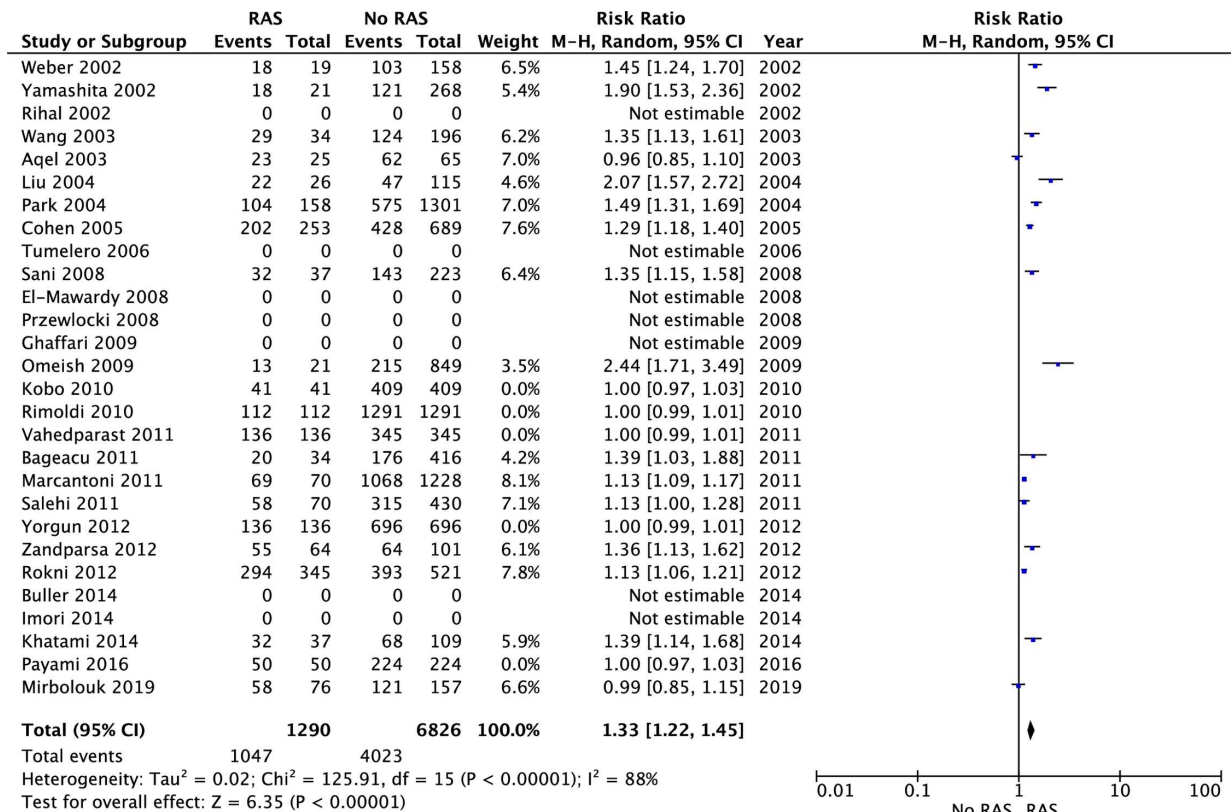 RAS No RAS Risk Ratio Risk Ratio
Study or Subgroup Events Total Events Total Weight M-H, Random, 95% CI Year M-H, Random, 95% CI
Weber 2002 18 19 103 158 6.5% 1.45 [1.24, 1.70] 2002
Yamashita 2002 18 21 121 268 5.4% 1.90 [1.53, 2.36] 2002
Rihal 2002 0 0 0 0 Not estimable 2002
Wang 2003 29 34 124 196 6.2% 1.35 [1.13, 1.61] 2003
Aqel 2003 23 25 62 65 7.0% 0.96 [0.85, 1.10] 2003
Liu 2004 22 26 47 115 4.6% 2.07 [1.57, 2.72] 2004
Park 2004 104 158 575 1301 7.0% 1.49 [1.31, 1.69] 2004
Cohen 2005 202 253 428 689 7.6% 1.29 [1.18, 1.40] 2005
Tumelero 2006 0 0 0 0 Not estimable 2006
Sani 2008 32 37 143 223 6.4% 1.35 [1.15, 1.58] 2008
El-Mawardy 2008 0 0 0 0 Not estimable 2008
Przewlocki 2008 0 0 0 0 Not estimable 2008
Ghaffari 2009 0 0 0 0 Not estimable 2009
Omeish 2009 13 21 215 849 3.5% 2.44 [1.71, 3.49] 2009
Kobo 2010 41 41 409 409 0.0% 1.00 [0.97, 1.03] 2010
Rimoldi 2010 112 112 1291 1291 0.0% 1.00 [0.99, 1.01] 2010
Vahedparast 2011 136 136 345 345 0.0% 1.00 [0.99, 1.01] 2011
Bageacu 2011 20 34 176 416 4.2% 1.39 [1.03, 1.88] 2011
Marcantoni 2011 69 70 1068 1228 8.1% 1.13 [1.09, 1.17] 2011
Salehi 2011 58 70 315 430 7.1% 1.13 [1.00, 1.28] 2011
Yorgun 2012 136 136 696 696 0.0% 1.00 [0.99, 1.01] 2012
Zandparsa 2012 55 64 64 101 6.1% 1.36 [1.13, 1.62] 2012
Rokni 2012 294 345 393 521 7.8% 1.13 [1.06, 1.21] 2012
Buller 2014 0 0 0 0 Not estimable 2014
Imori 2014 0 0 0 0 Not estimable 2014
Khatami 2014 32 37 68 109 5.9% 1.39 [1.14, 1.68] 2014
Payami 2016 50 50 224 224 0.0% 1.00 [0.97, 1.03] 2016
Mirbolouk 2019 58 76 121 157 6.6% 0.99 [0.85, 1.15] 2019
Total (95% CI) 1290 6826 100.0% 1.33 [1.22, 1.45]
Total events 1047 4023
Heterogeneity: Tau² = 0.02; Chi² = 125.91, df = 15 (P < 0.00001); I² = 88%
Test for overall effect: Z = 6.35 (P < 0.00001)
0.01 0.1 1 10 100
No RAS RAS